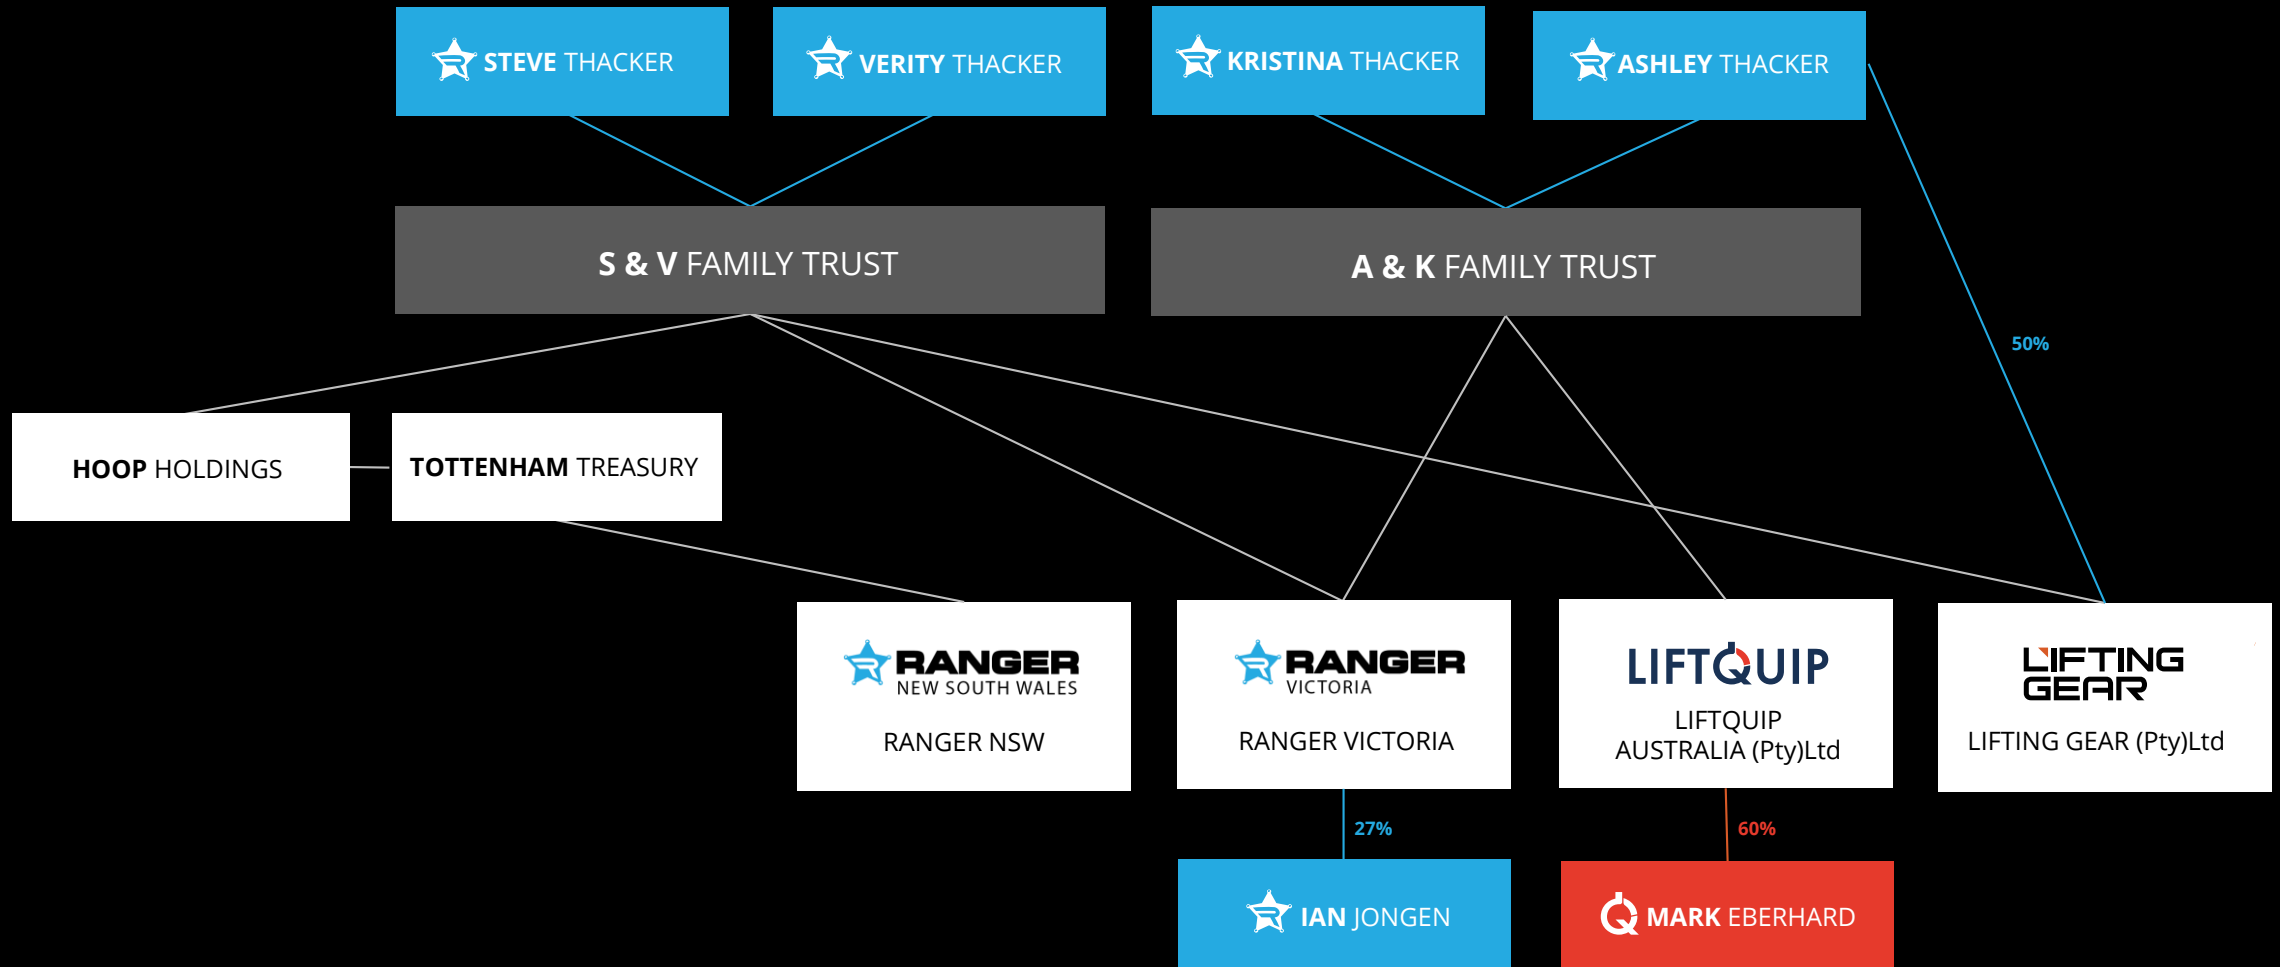 STEVE THACKER
VERITY THACKER
KRISTINA THACKER
ASHLEY THACKER
S & V FAMILY TRUST
A & K FAMILY TRUST
50%
HOOP HOLDINGS
TOTTENHAM TREASURY
RANGER
NEW SOUTH WALES
RANGER NSW
RANGER
VICTORIA
RANGER VICTORIA
LIFTQUIP
LIFTQUIP
AUSTRALIA (Pty)Ltd
LIFTING
GEAR
LIFTING GEAR (Pty)Ltd
27%
60%
IAN JONGEN
MARK EBERHARD